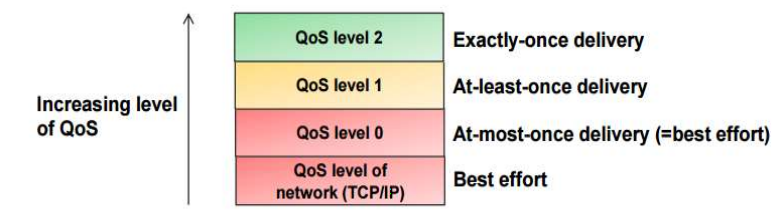 QoS level 2
Exactly-once delivery
QoS level 1
At-least-once delivery
Increasing level
of QoS
QoS level 0
At-most-once delivery (=best effort)
QoS level of
network (TCP/IP)
Best effort